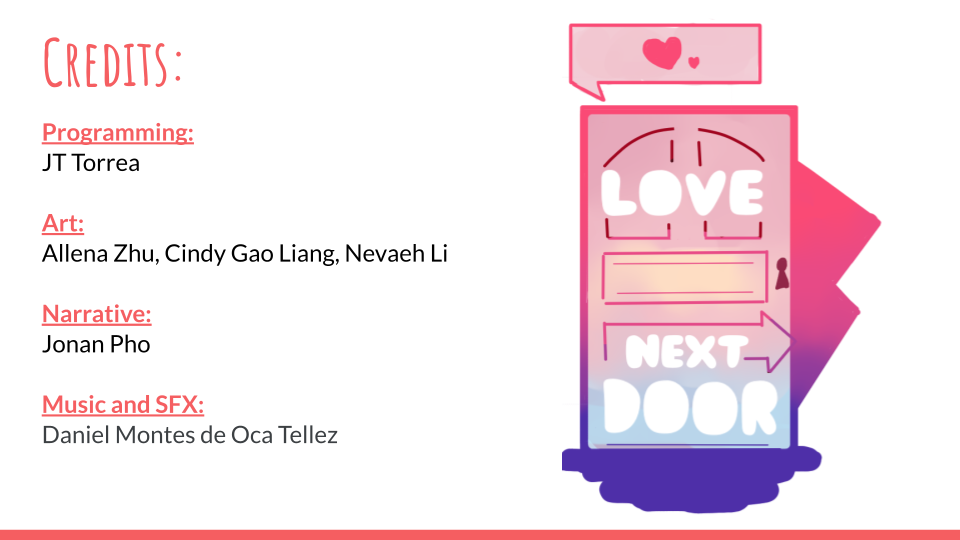 Credits:
Programming:
JT Torrea
Art:
Allena Zhu, Cindy Gao Liang, Nevaeh Li
Narrative:
Jonan Pho
Music and SFX:
Daniel Montes de Oca Tellez
LOVE
NEXT
DOOR